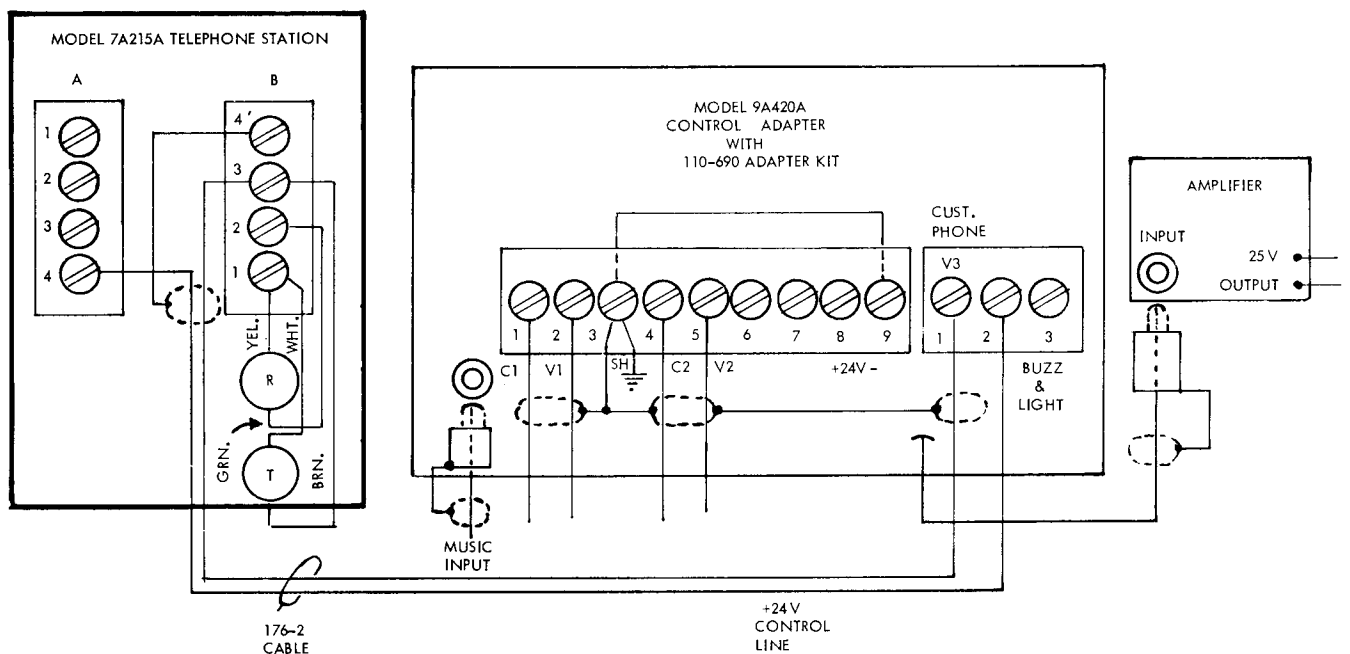 MODEL 7A215A TELEPHONE STATION
A
B
1
2
3
4
4'
3
2
1
YEL.
WHT.
R
GRN.
BRN.
T
176-2
CABLE
MODEL 9A420A
CONTROL ADAPTER
WITH
110-690 ADAPTER KIT
CUST.
PHONE
V3
1 2 3 4 5 6 7 8 9
1 2 3
C1 V1 SH C2 V2 +24V -
BUZZ
&
LIGHT
MUSIC
INPUT
+24V
CONTROL
LINE
AMPLIFIER
INPUT
25 V
OUTPUT